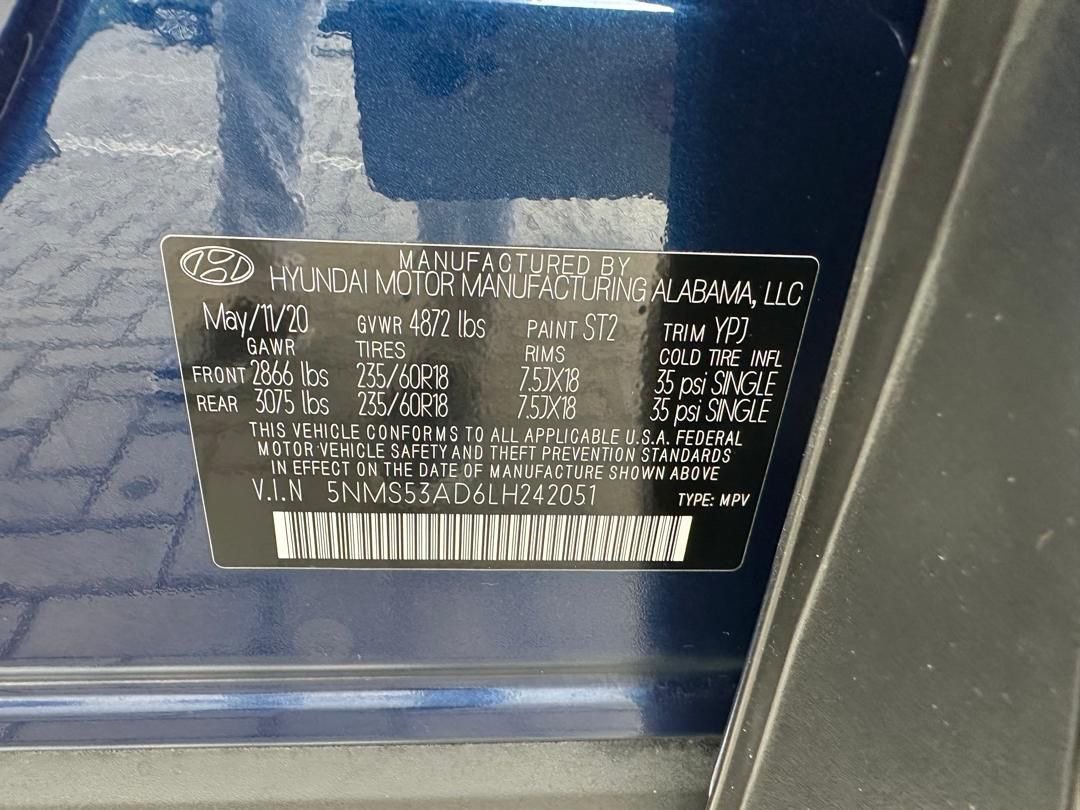 MANUFACTURED BY
HYUNDAI MOTOR MANUFACTURING ALABAMA, LLC
May/11/20 GVWR 4872 lbs PAINT ST2 TRIM YPJ
GAWR TIRES RIMS COLD TIRE INFL
FRONT 2866 lbs 235/60R18 7.5JX18 35 psi SINGLE
REAR 3075 lbs 235/60R18 7.5JX18 35 psi SINGLE
THIS VEHICLE CONFORMS TO ALL APPLICABLE U.S.A. FEDERAL
MOTOR VEHICLE SAFETY AND THEFT PREVENTION STANDARDS
IN EFFECT ON THE DATE OF MANUFACTURE SHOWN ABOVE
V.I.N 5NMS53AD6LH242051 TYPE: MPV